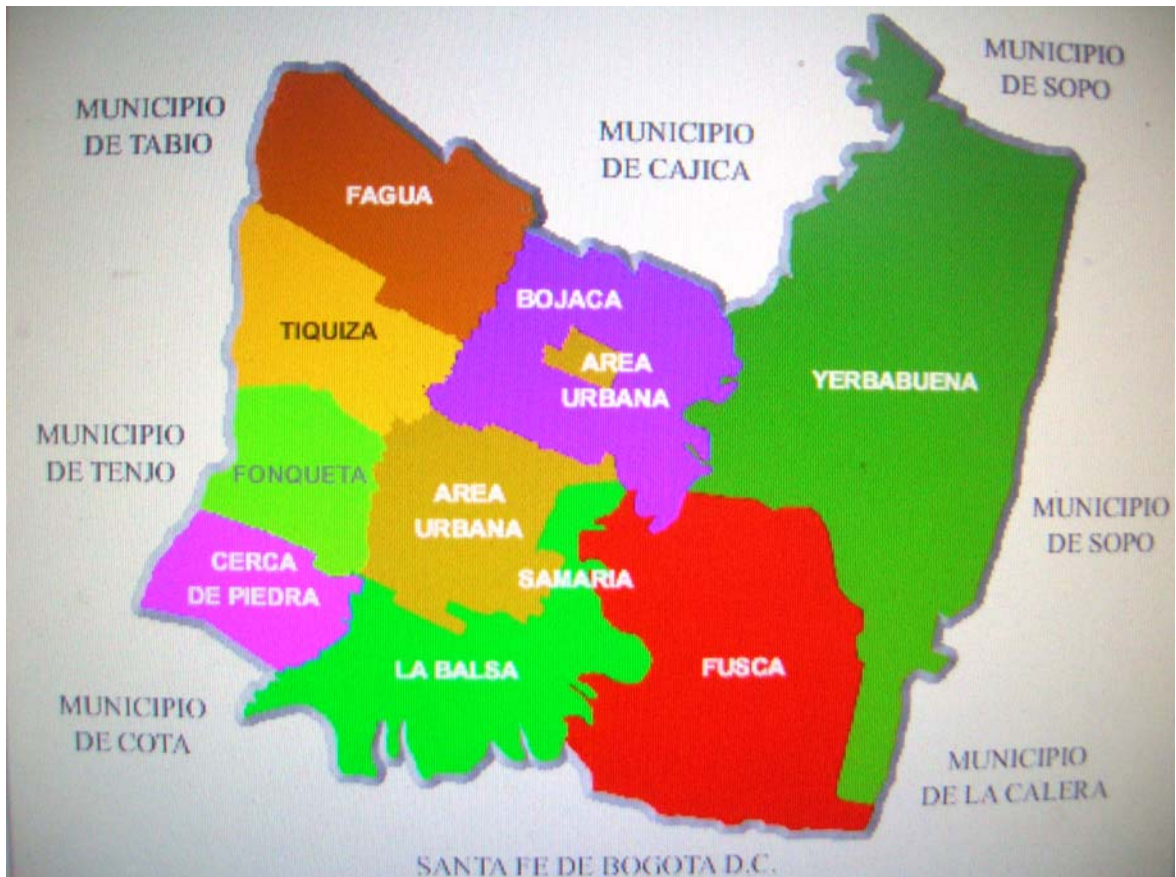 MUNICIPIO
DE SOPO
MUNICIPIO
DE TABIO
MUNICIPIO
DE CAJICA
FAGUA
BOJACA
TIQUIZA
AREA
URBANA
YERBABUENA
MUNICIPIO
DE TENJO
FONQUETA
AREA
URBANA
MUNICIPIO
DE SOPO
CERCA
DE PIEDRA
SAMARIA
LA BALSA
FUSCA
MUNICIPIO
DE COTA
MUNICIPIO
DE LA CALERA
SANTA FE DE BOGOTA D.C.